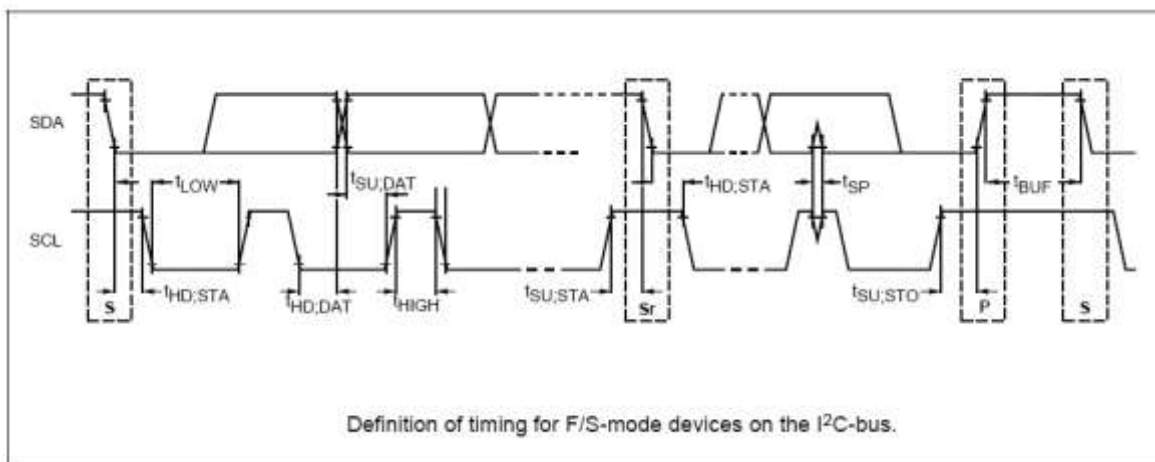 SDA
tLOW
tSU;DAT
tHD;STA
tSP
tBUF
SCL
S
tHD;STA
tHD;DAT
tHIGH
tSU;STA
Sr
tSU;STO
P
S
Definition of timing for F/S-mode devices on the I²C-bus.